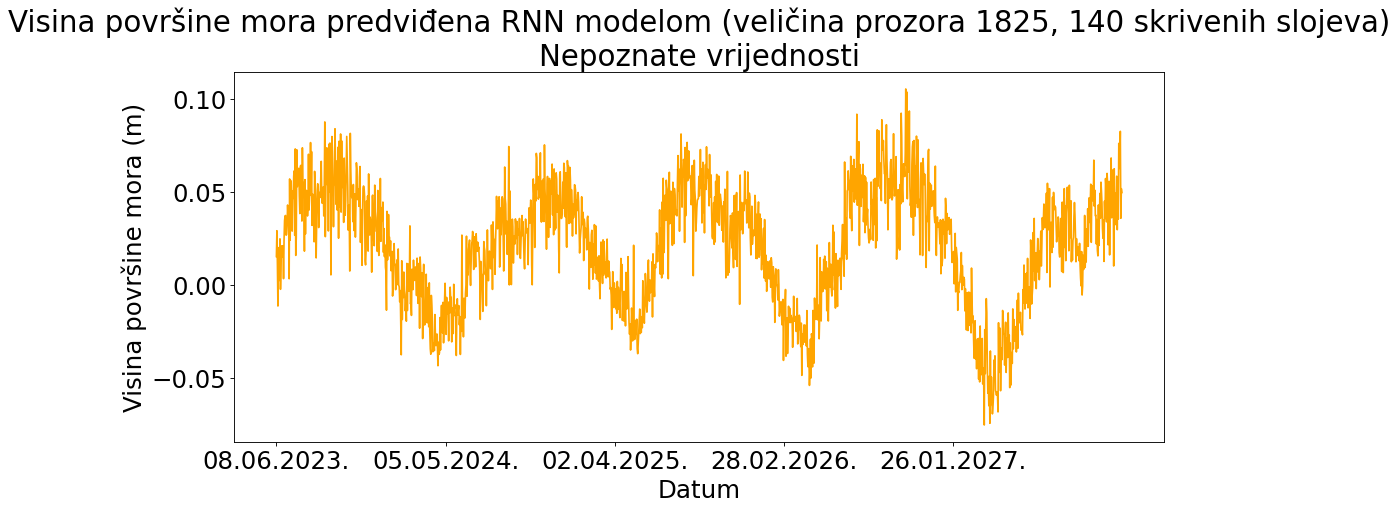 Visina površine mora predviđena RNN modelom (veličina prozora 1825, 140 skrivenih slojeva)
Nepoznate vrijednosti
Visina površine mora (m)
0.10
0.05
0.00
−0.05
08.06.2023. 05.05.2024. 02.04.2025. 28.02.2026. 26.01.2027.
Datum